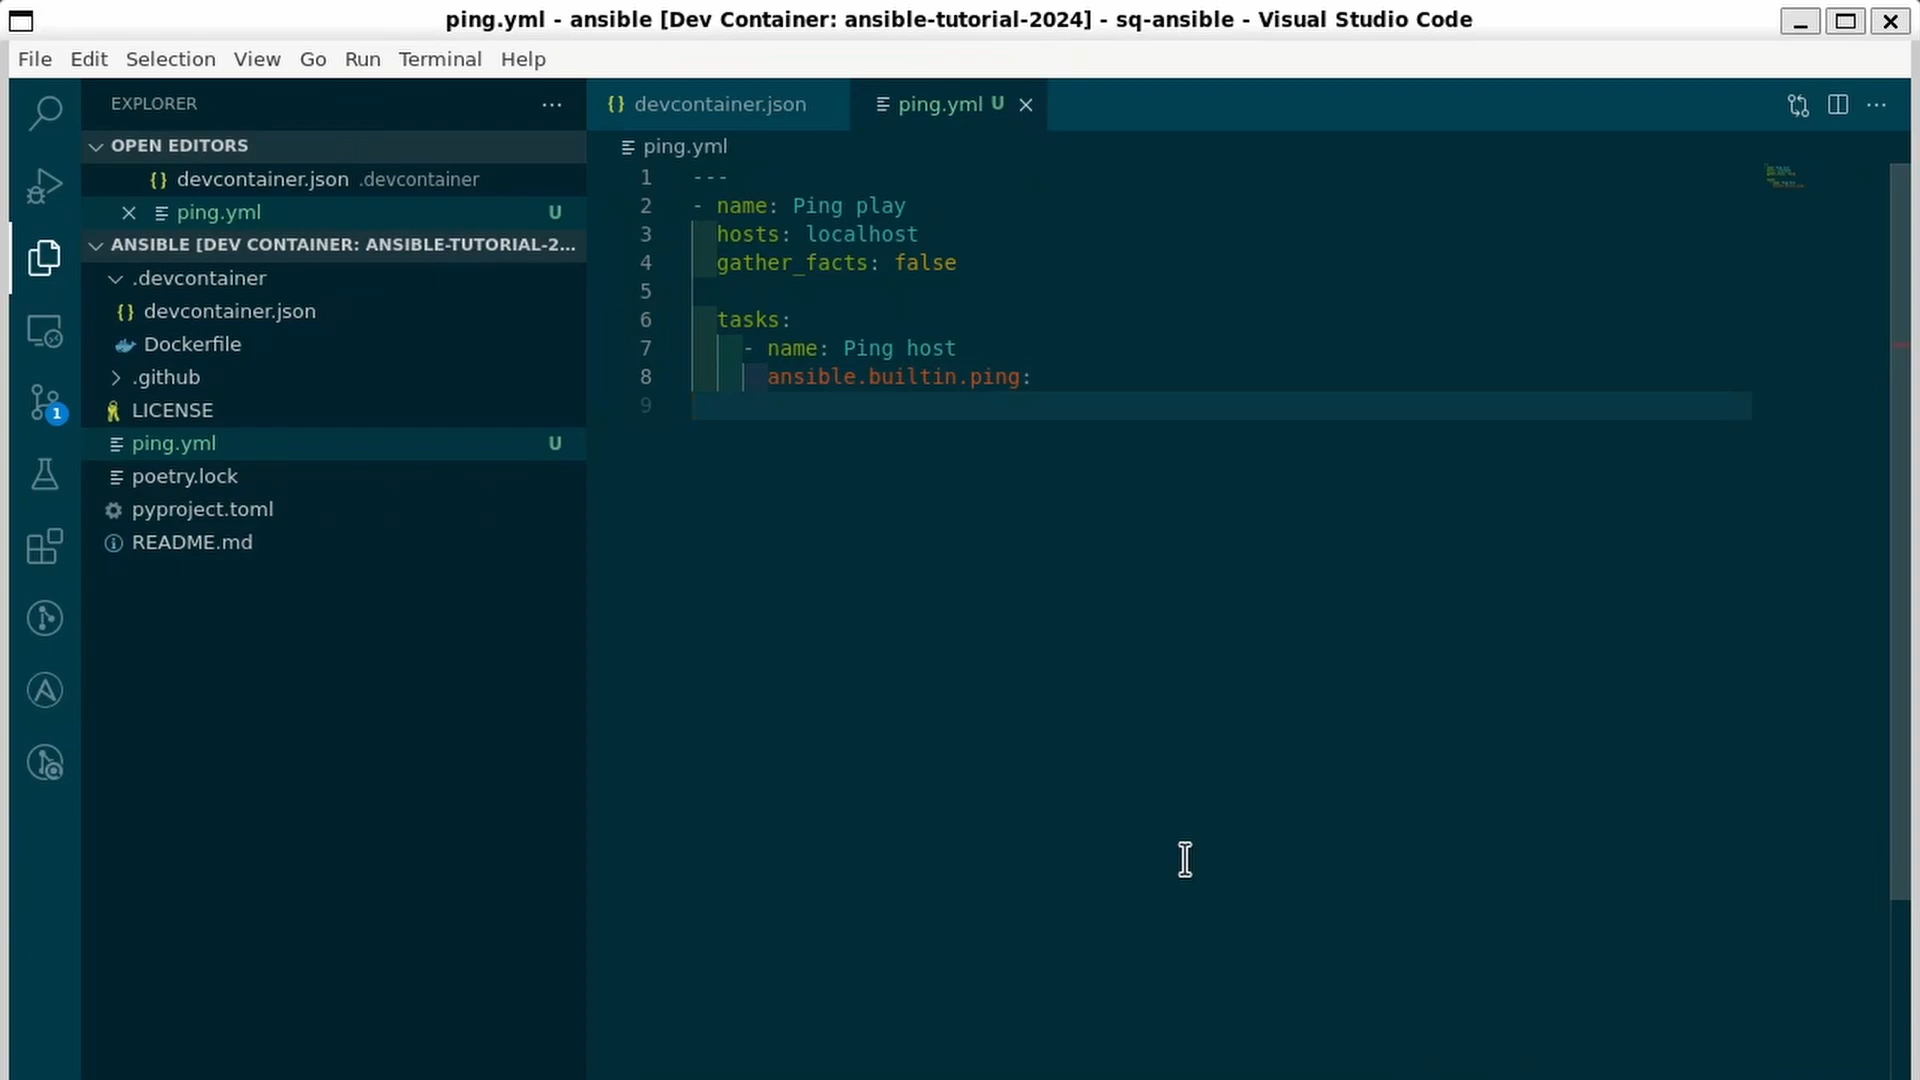 ping.yml - ansible [Dev Container: ansible-tutorial-2024] - sq-ansible - Visual Studio Code
File Edit Selection View Go Run Terminal Help
EXPLORER
OPEN EDITORS
{} devcontainer.json .devcontainer
ping.yml U
ANSIBLE [DEV CONTAINER: ANSIBLE-TUTORIAL-2...
.devcontainer
{} devcontainer.json
Dockerfile
.github
LICENSE
ping.yml U
poetry.lock
pyproject.toml
README.md
1
{} devcontainer.json
ping.yml U
ping.yml
1 ---
2 - name: Ping play
3 hosts: localhost
4 gather_facts: false
5
6 tasks:
7 - name: Ping host
8 ansible.builtin.ping:
9